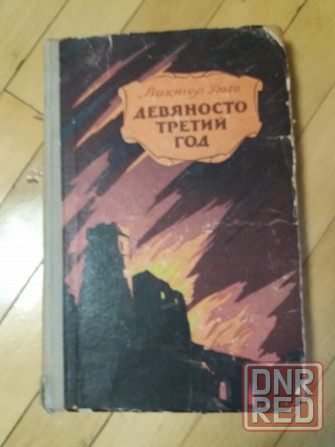 Виктор Гюго
ДЕВЯНОСТО
ТРЕТИЙ
ГОД
DNR
RED